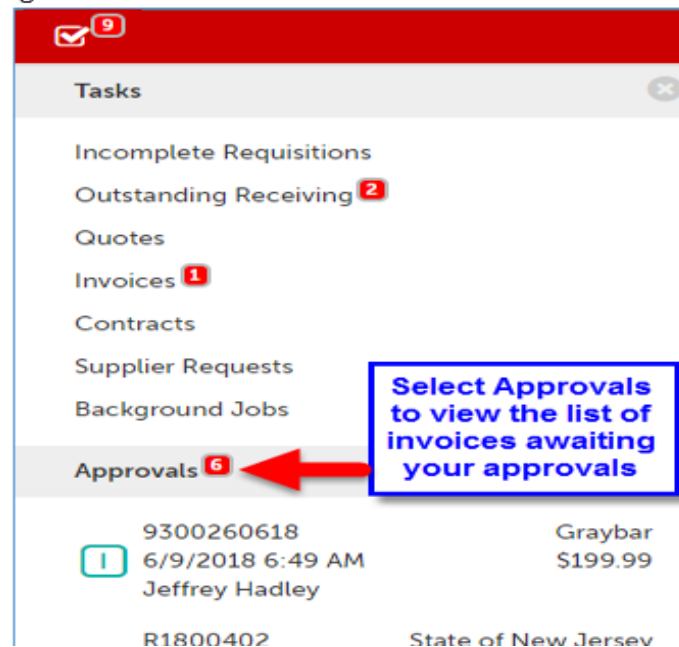 9
Tasks
Incomplete Requisitions
Outstanding Receiving 2
Quotes
Invoices 1
Contracts
Supplier Requests
Background Jobs
Select Approvals
to view the list of
invoices awaiting
your approvals
Approvals 6
9300260618 Graybar
I 6/9/2018 6:49 AM $199.99
Jeffrey Hadley
R1800402 State of New Jersey